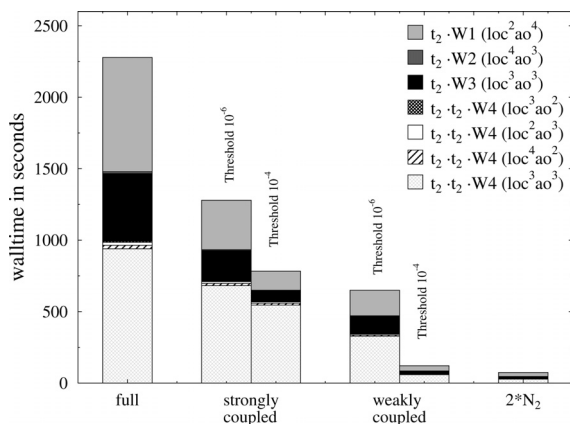 2500
2000
1500
1000
500
0
walltime in seconds
t₂ ·W1 (loc²ao⁴)
t₂ ·W2 (loc⁴ao³)
t₂ ·W3 (loc³ao³)
t₂ ·t₂ ·W4 (loc³ao²)
t₂ ·t₂ ·W4 (loc²ao³)
t₂ ·t₂ ·W4 (loc⁴ao²)
t₂ ·t₂ ·W4 (loc³ao³)
Threshold 10⁻⁶
Threshold 10⁻⁴
Threshold 10⁻⁶
Threshold 10⁻⁴
full
strongly
coupled
weakly
coupled
2*N₂